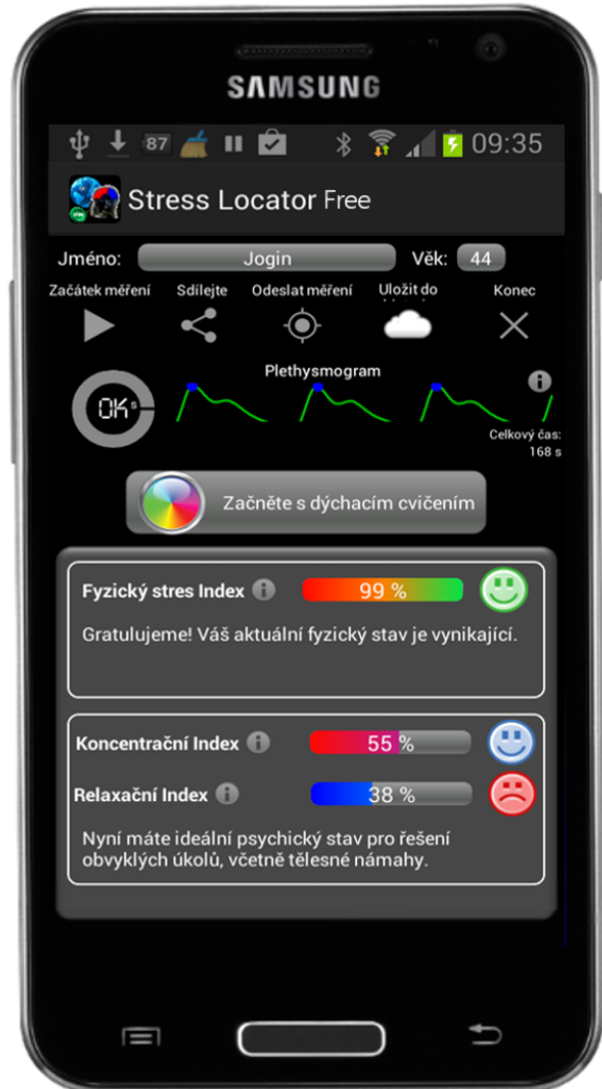 SAMSUNG
87 09:35
Stress Locator Free
Jméno: Jogin Věk: 44
Začátek měření Sdílejte Odeslat měření Uložit do Konec
Plethysmogram
OK s
Celkový čas:
168 s
Začněte s dýchacím cvičením
Fyzický stres Index 99 %
Gratulujeme! Váš aktuální fyzický stav je vynikající.
Koncentrační Index 55 %
Relaxační Index 38 %
Nyní máte ideální psychický stav pro řešení
obvyklých úkolů, včetně tělesné námahy.